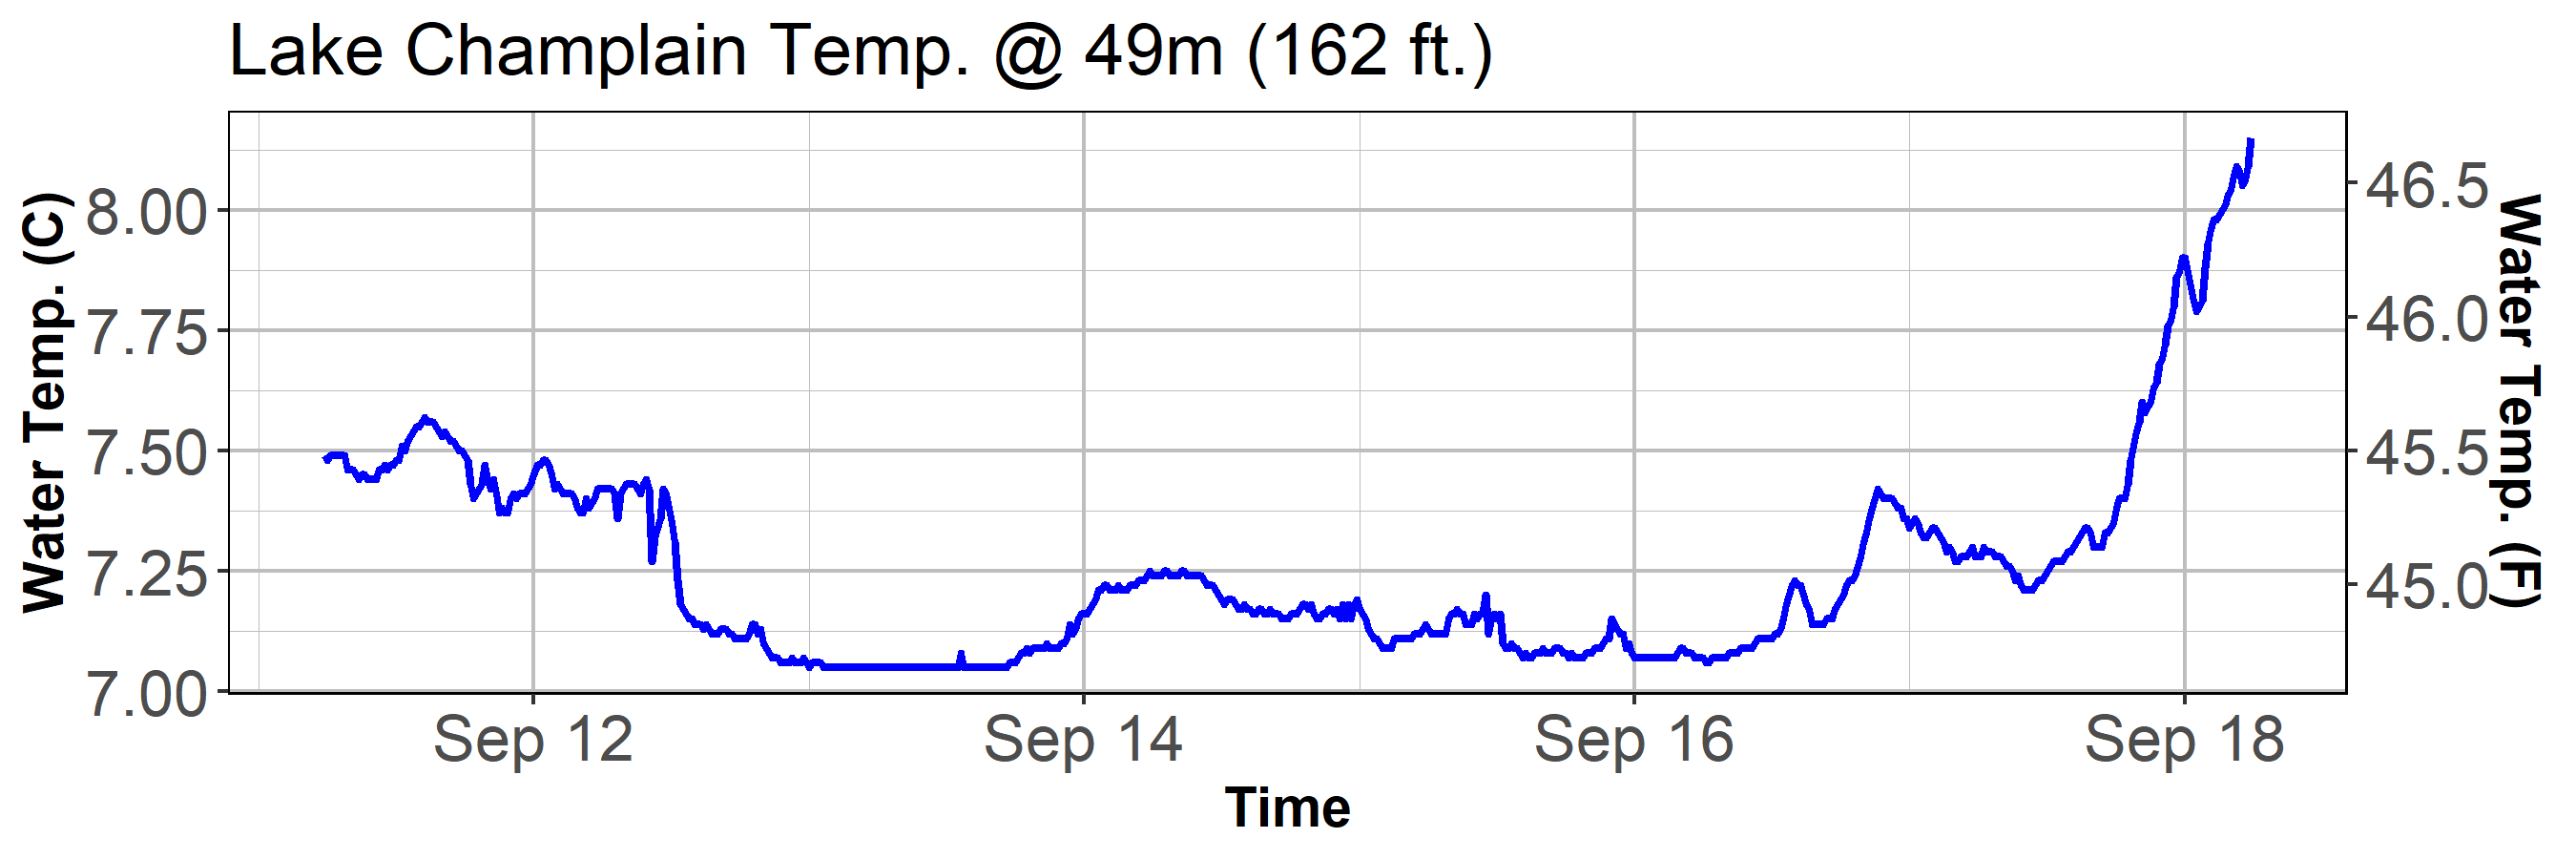 Lake Champlain Temp. @ 49m (162 ft.)
Water Temp. (C)
8.00
7.75
7.50
7.25
7.00
46.5
46.0
45.5
45.0
Water Temp. (F)
Sep 12 Sep 14 Sep 16 Sep 18
Time